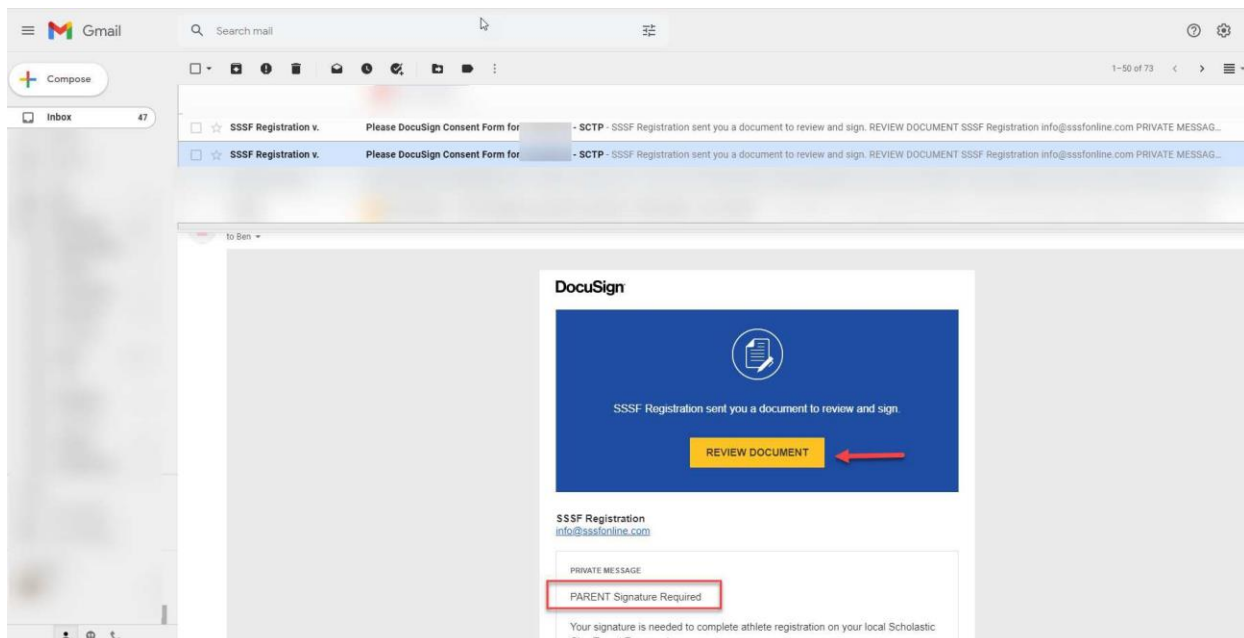 Gmail
Search mail
Compose
1-50 of 73
Inbox 47
SSSF Registration v. Please DocuSign Consent Form for - SCTP - SSSF Registration sent you a document to review and sign. REVIEW DOCUMENT SSSF Registration info@sssfonline.com PRIVATE MESSAG...
SSSF Registration v. Please DocuSign Consent Form for - SCTP - SSSF Registration sent you a document to review and sign. REVIEW DOCUMENT SSSF Registration info@sssfonline.com PRIVATE MESSAG...
to Ben
DocuSign
SSSF Registration sent you a document to review and sign.
REVIEW DOCUMENT
SSSF Registration
info@sssfonline.com
PRIVATE MESSAGE
PARENT Signature Required
Your signature is needed to complete athlete registration on your local Scholastic